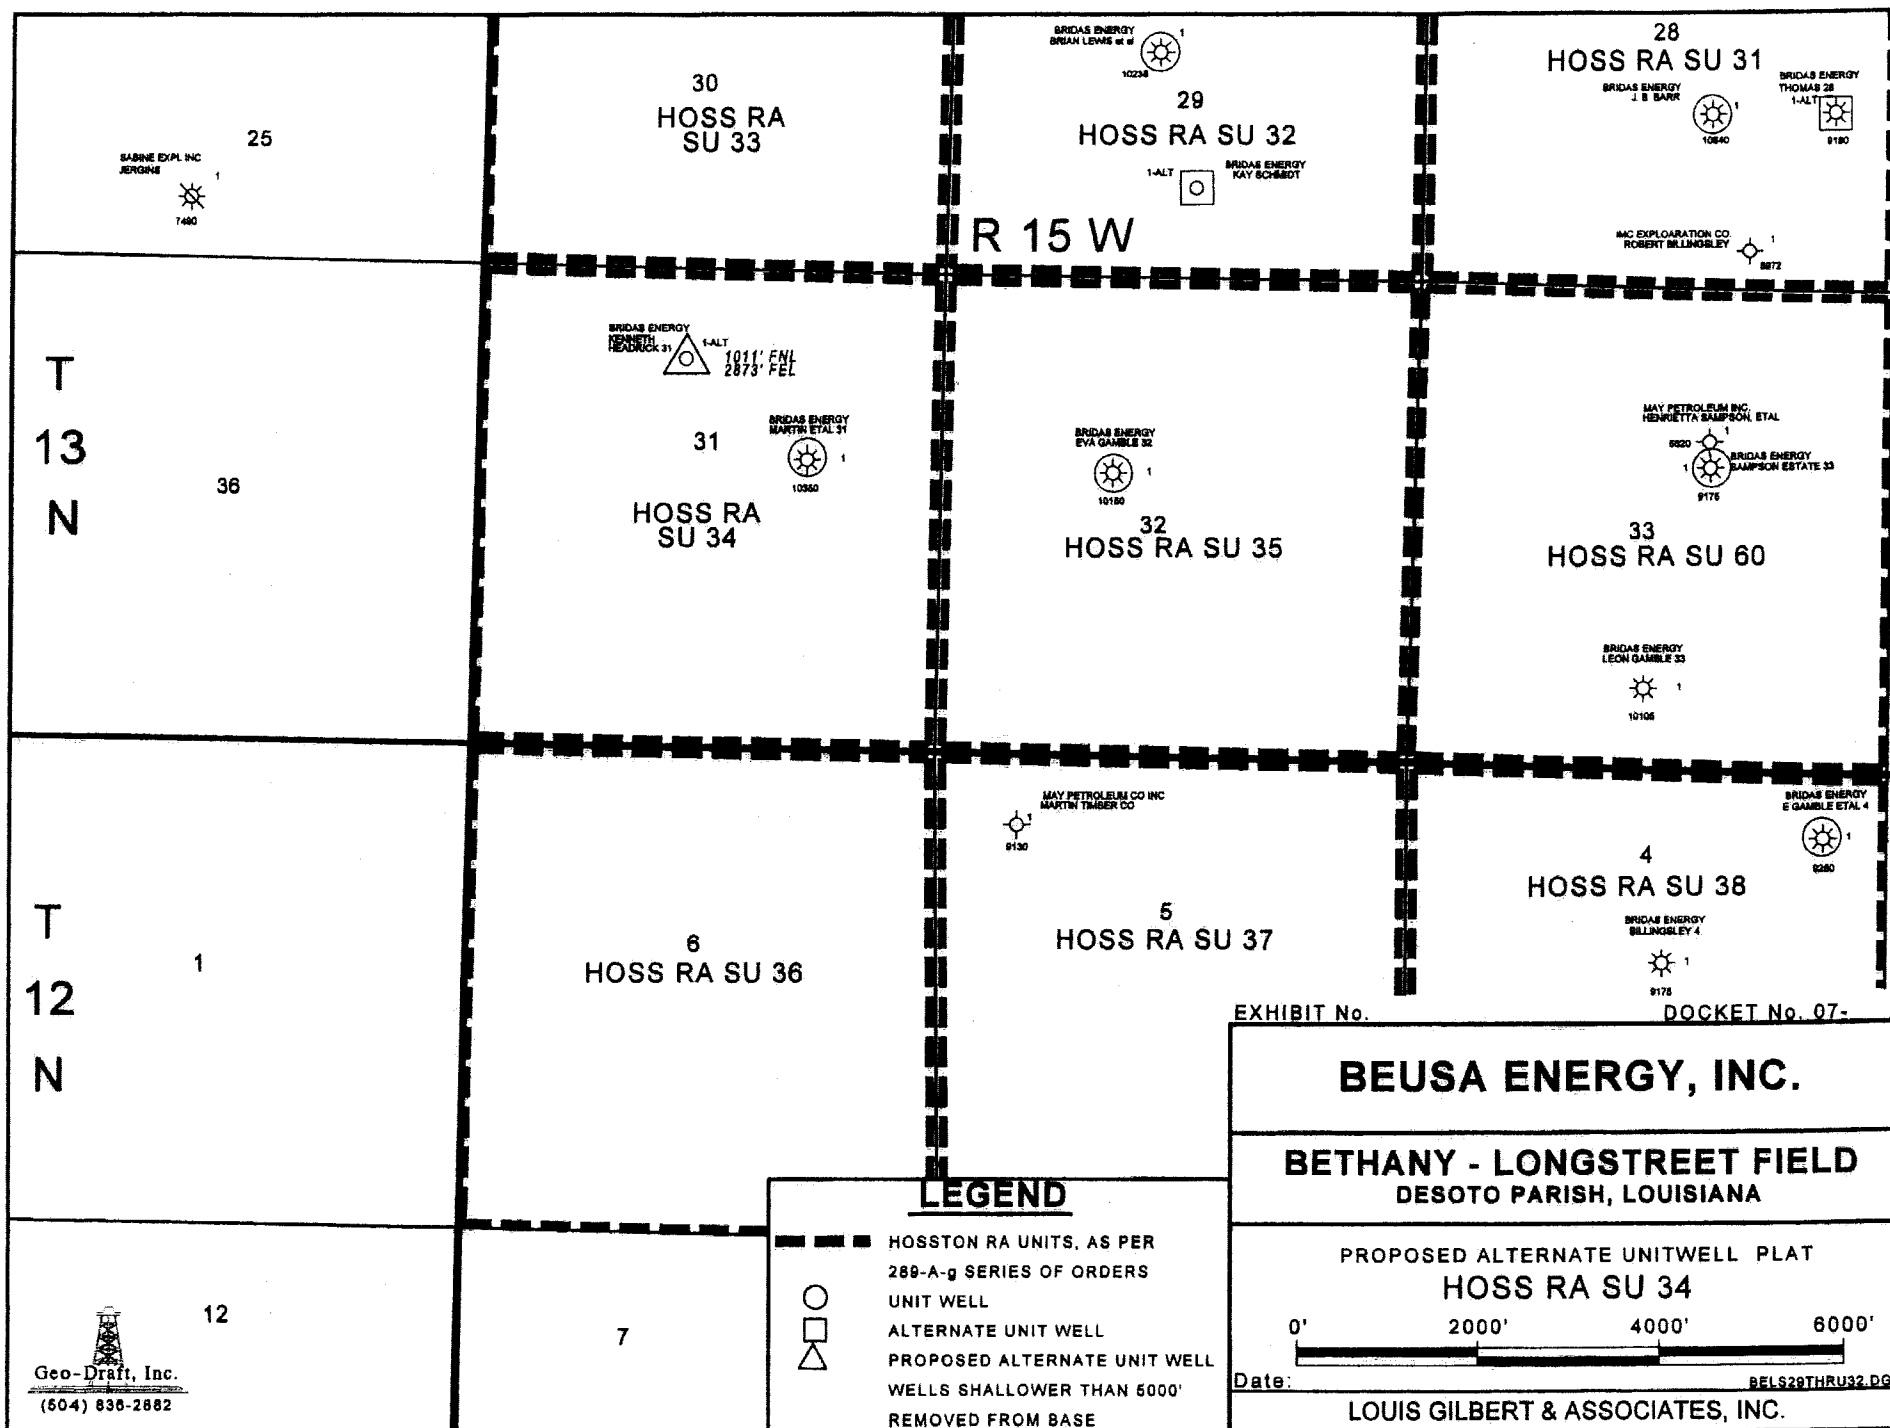 25
SABINE EXPL INC
JERGINS
1
7490
30
HOSS RA
SU 33
BRIDAS ENERGY
BRIAN LEWIS et al
1
10238
29
HOSS RA SU 32
1-ALT
BRIDAS ENERGY
KAY SCHMIDT
R 15 W
28
HOSS RA SU 31
BRIDAS ENERGY
J. B. BARR
1
10840
BRIDAS ENERGY
THOMAS 28
1-ALT
9180
IMC EXPLOARATION CO.
ROBERT BILLINGSLEY
1
T
13
N
36
BRIDAS ENERGY
KENNETH
HEADRICK 31
1-ALT
1011' FNL
2873' FEL
31
BRIDAS ENERGY
MARTIN ETAL 31
1
10350
HOSS RA
SU 34
BRIDAS ENERGY
EVA GAMBLE 32
1
10150
32
HOSS RA SU 35
MAY PETROLEUM INC.
HENRIETTA SAMPSON, ETAL
1
BRIDAS ENERGY
SAMPSON ESTATE 33
1
9175
33
HOSS RA SU 60
BRIDAS ENERGY
LEON GAMBLE 33
1
10105
T
12
N
1
6
HOSS RA SU 36
MAY PETROLEUM CO INC
MARTIN TIMBER CO
1
9130
5
HOSS RA SU 37
BRIDAS ENERGY
E GAMBLE ETAL 4
1
4
HOSS RA SU 38
BRIDAS ENERGY
BILLINGSLEY 4
1
9175
12
7
Geo-Draft, Inc.
(504) 836-2882
LEGEND
HOSSTON RA UNITS, AS PER
289-A-g SERIES OF ORDERS
UNIT WELL
ALTERNATE UNIT WELL
PROPOSED ALTERNATE UNIT WELL
WELLS SHALLOWER THAN 5000'
REMOVED FROM BASE
EXHIBIT No.
DOCKET No. 07-
BEUSA ENERGY, INC.
BETHANY - LONGSTREET FIELD
DESOTO PARISH, LOUISIANA
PROPOSED ALTERNATE UNITWELL PLAT
HOSS RA SU 34
0' 2000' 4000' 6000'
Date:
BELS29THRU32.DG
LOUIS GILBERT & ASSOCIATES, INC.